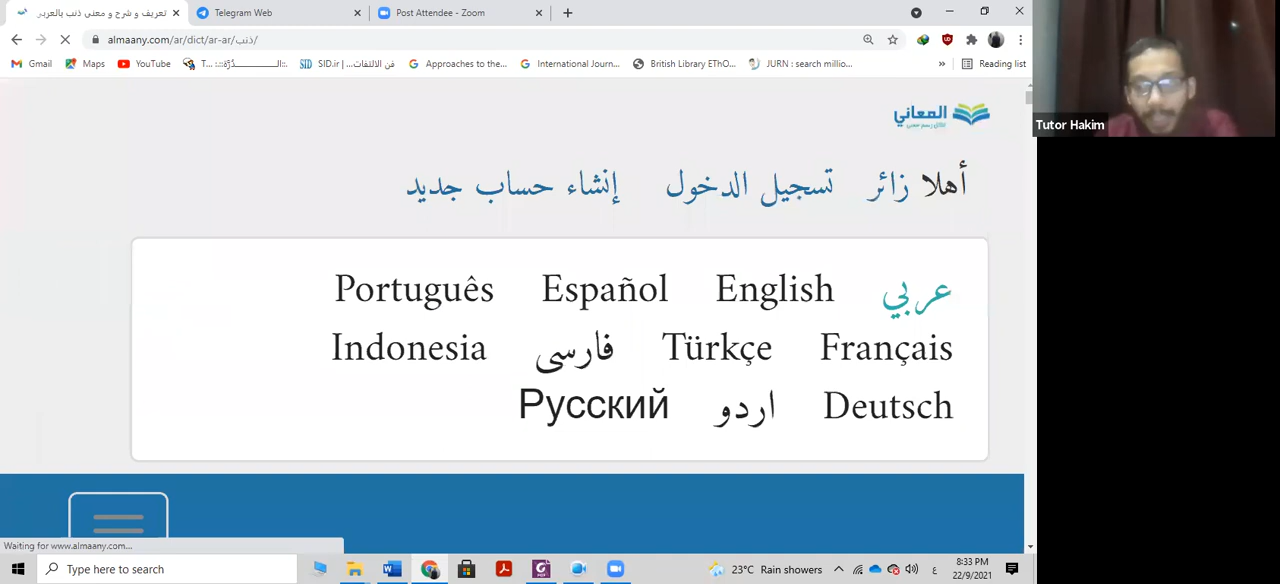 تعريف و شرح و معنى ذنب بالعربي
Telegram Web
Post Attendee - Zoom
almaany.com/ar/dict/ar-ar/ذنب/
Gmail
Maps
YouTube
SID.ir | ...فن الالتفات
Approaches to the...
International Journ...
British Library EThO...
JURN : search millio...
»
Reading list
المعاني
أهلا زائر تسجيل الدخول إنشاء حساب جديد
عربي English Español Português
Français Türkçe فارسی Indonesia
Deutsch اردو Русский
Tutor Hakim
Waiting for www.almaany.com...
Type here to search
23°C Rain showers
ع
8:33 PM
22/9/2021